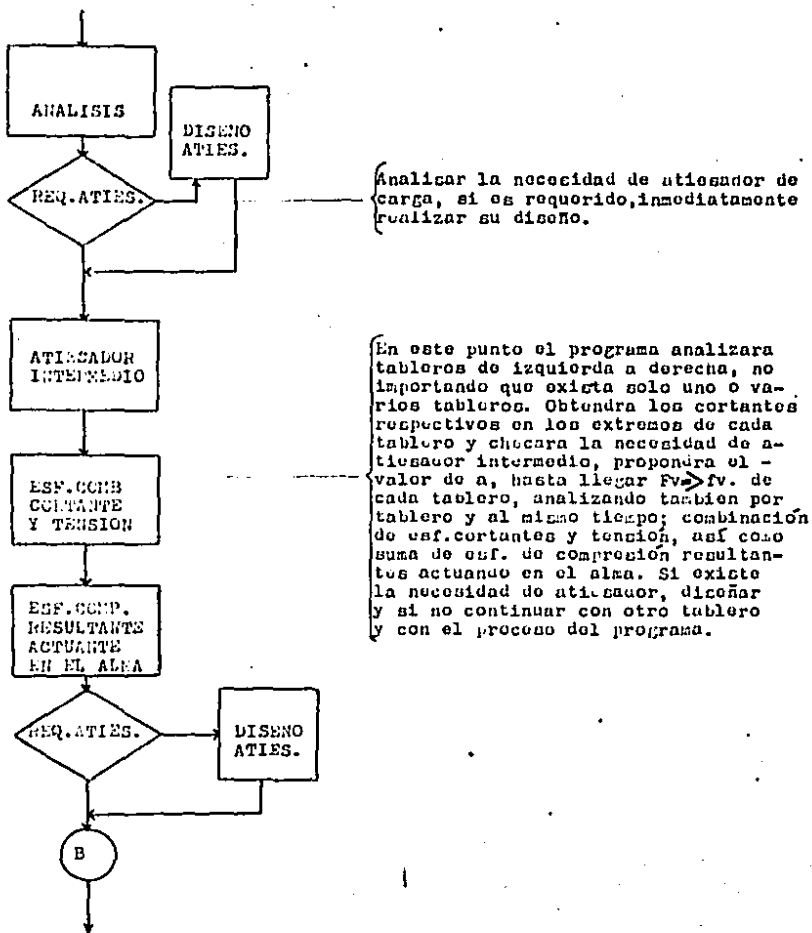 ANALISIS
DISENO
ATIES.
REQ.ATIES.
Analizar la necesidad de atiesador de
carga, si es requerido,inmediatamente
realizar su diseño.
ATIESADOR
INTEMEDIO
En este punto el programa analizara
tableros de izquierda a derecha, no
importando que exista solo uno o va-
rios tableros. Obtendra los cortantes
respectivos en los extremos de cada
tablero y checara la necesidad de a-
tiesador intermedio, propondra el -
valor de a, hasta llegar Fv=>fv. de
cada tablero, analizando tambien por
tablero y al mismo tiempo; combinación
de esf.cortantes y tensión, así como
suma de esf. de compresión resultan-
tes actuando en el alma. Si existe
la necesidad de atiesador, diseñar
y si no continuar con otro tablero
y con el proceso del programa.
ESF.COMB
CORTANTE
Y TENSION
ESF.COMP.
RESULTANTE
ACTUANTE
EN EL ALMA
REQ.ATIES.
DISENO
ATIES.
B